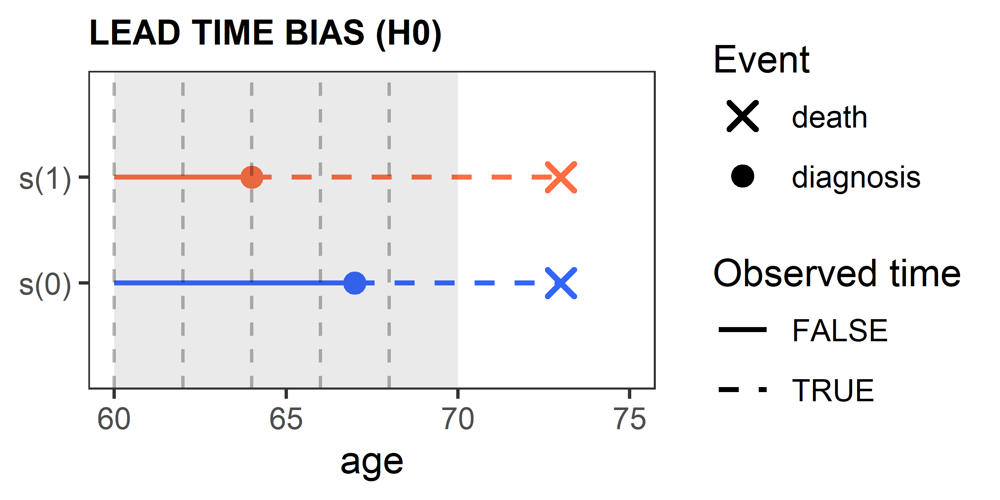 LEAD TIME BIAS (H0)
s(1)
s(0)
60 65 70 75
age
Event
death
diagnosis
Observed time
FALSE
TRUE